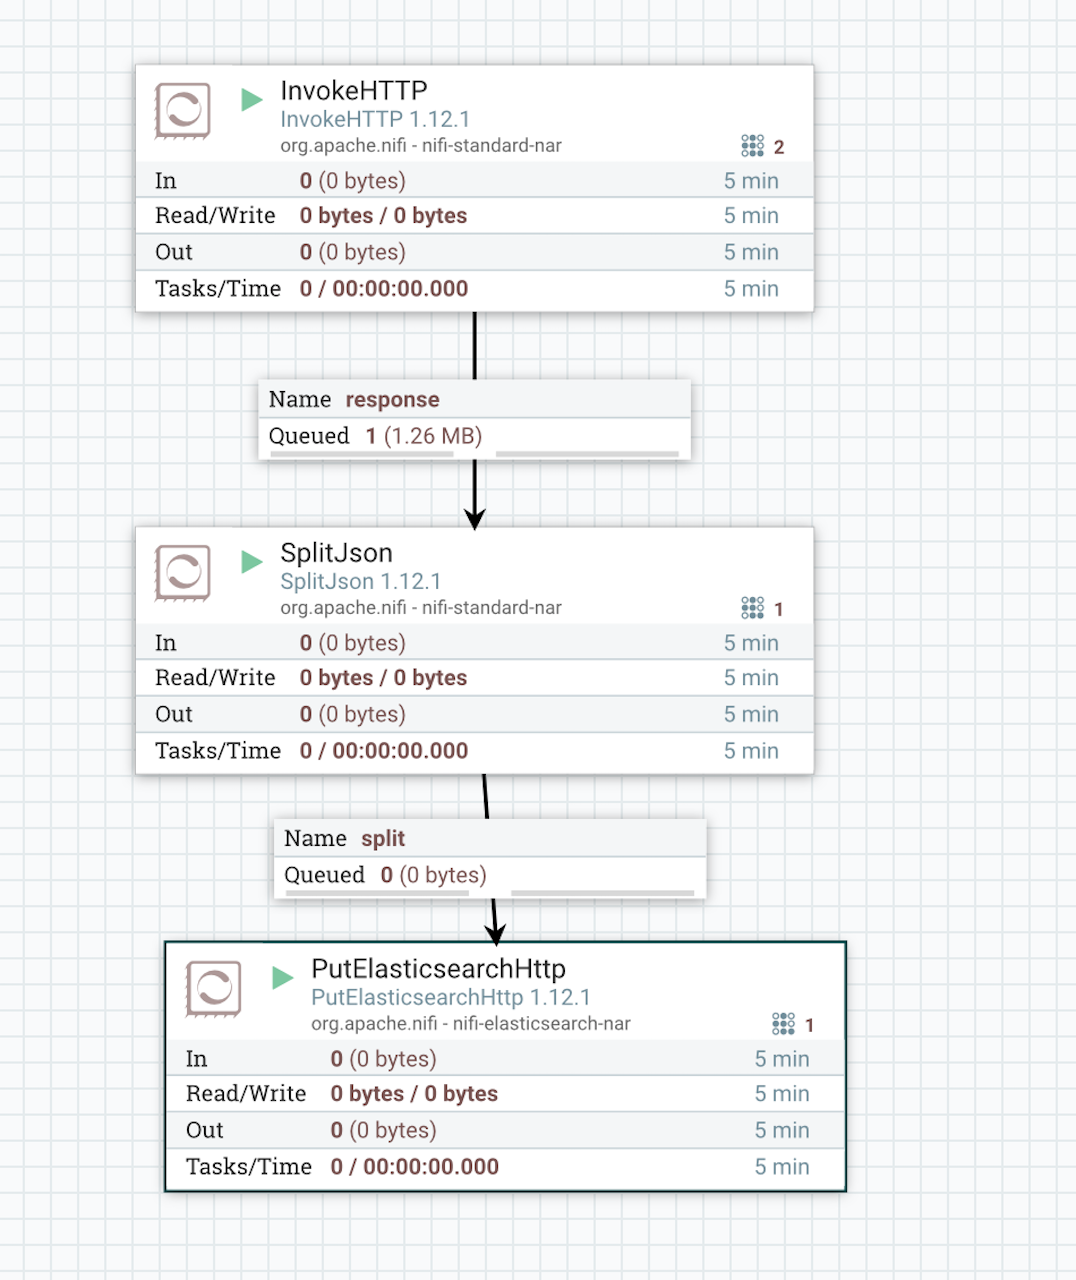 InvokeHTTP
InvokeHTTP 1.12.1
org.apache.nifi - nifi-standard-nar
2
In 0 (0 bytes) 5 min
Read/Write 0 bytes / 0 bytes 5 min
Out 0 (0 bytes) 5 min
Tasks/Time 0 / 00:00:00.000 5 min
Name response
Queued 1 (1.26 MB)
SplitJson
SplitJson 1.12.1
org.apache.nifi - nifi-standard-nar
1
In 0 (0 bytes) 5 min
Read/Write 0 bytes / 0 bytes 5 min
Out 0 (0 bytes) 5 min
Tasks/Time 0 / 00:00:00.000 5 min
Name split
Queued 0 (0 bytes)
PutElasticsearchHttp
PutElasticsearchHttp 1.12.1
org.apache.nifi - nifi-elasticsearch-nar
1
In 0 (0 bytes) 5 min
Read/Write 0 bytes / 0 bytes 5 min
Out 0 (0 bytes) 5 min
Tasks/Time 0 / 00:00:00.000 5 min